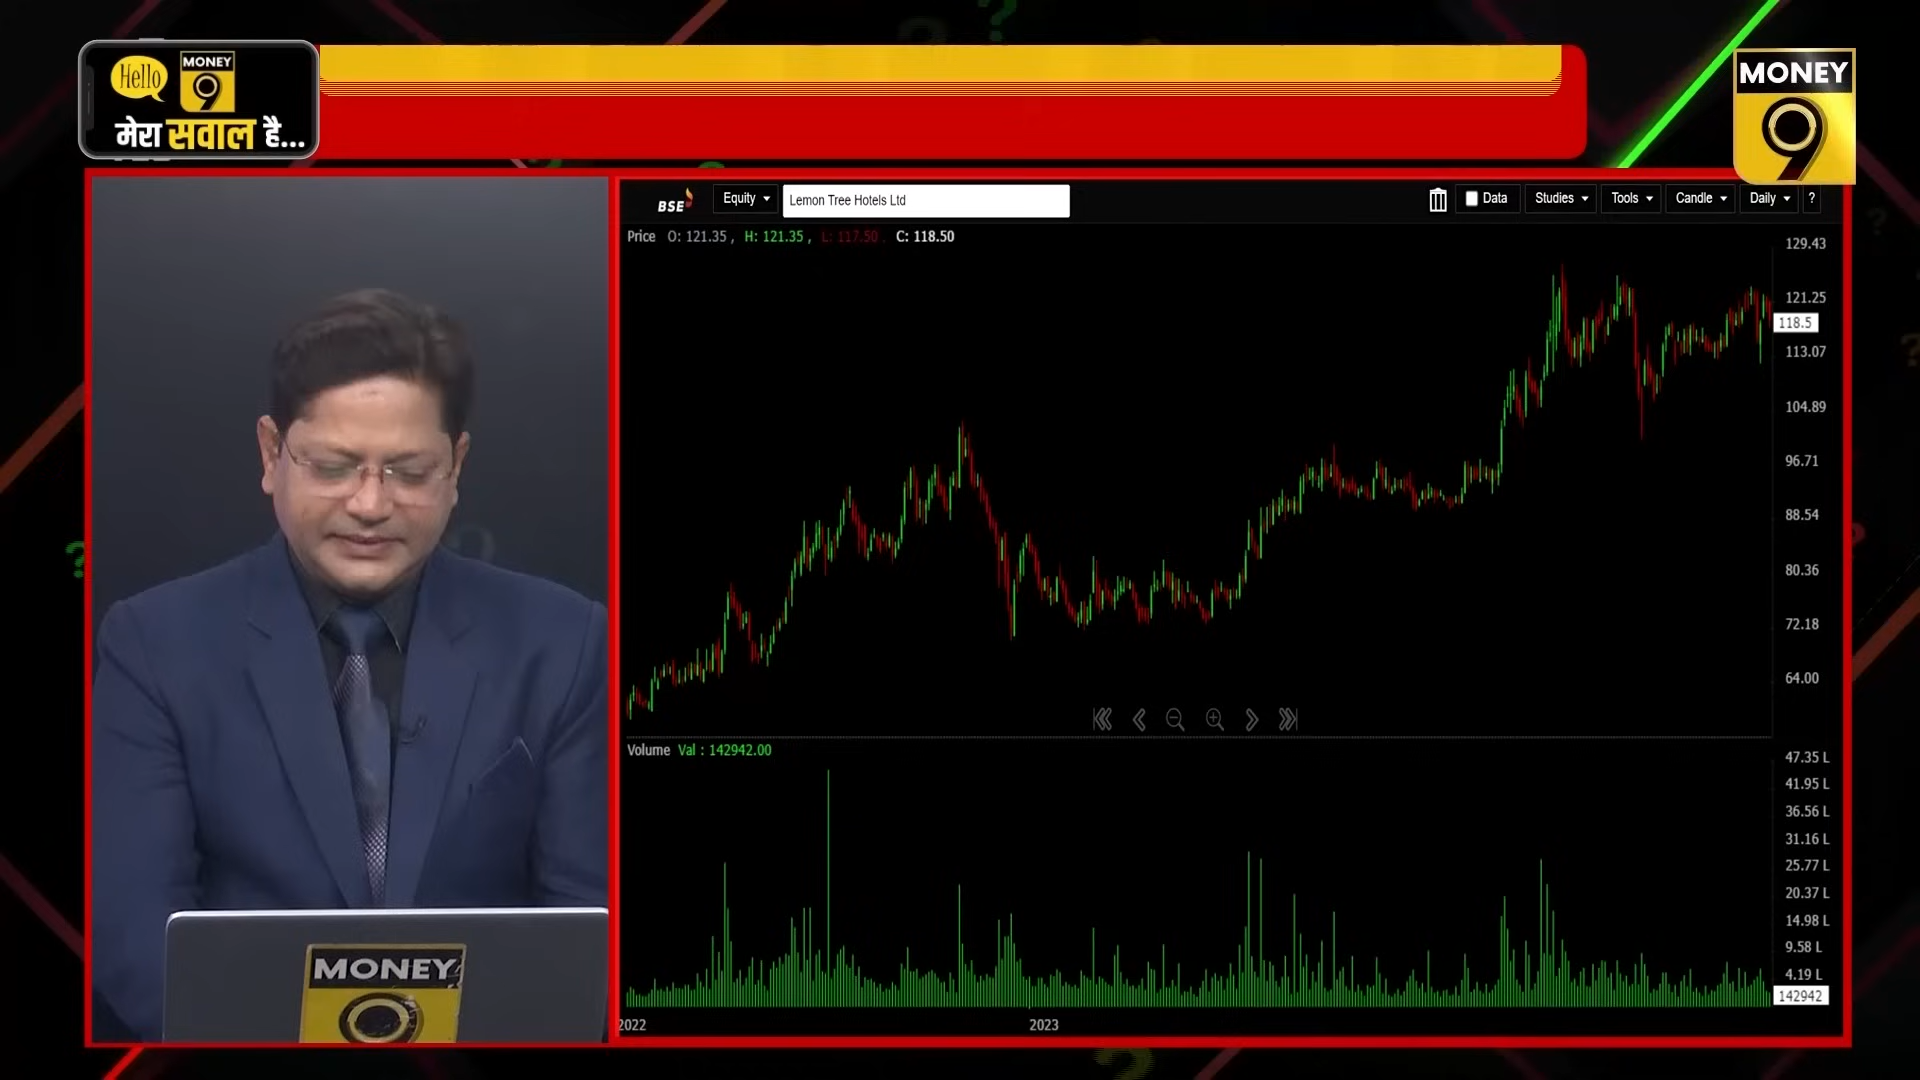 Hello
MONEY
9
मेरा सवाल है...
MONEY
9
BSE
Equity
Lemon Tree Hotels Ltd
Data
Studies
Tools
Candle
Daily
?
Price O: 121.35 , H: 121.35 , L: 117.50 , C: 118.50
129.43
121.25
118.5
113.07
104.89
96.71
88.54
80.36
72.18
64.00
Volume Val : 142942.00
47.35 L
41.95 L
36.56 L
31.16 L
25.77 L
20.37 L
14.98 L
9.58 L
4.19 L
142942
2022
2023
MONEY
9